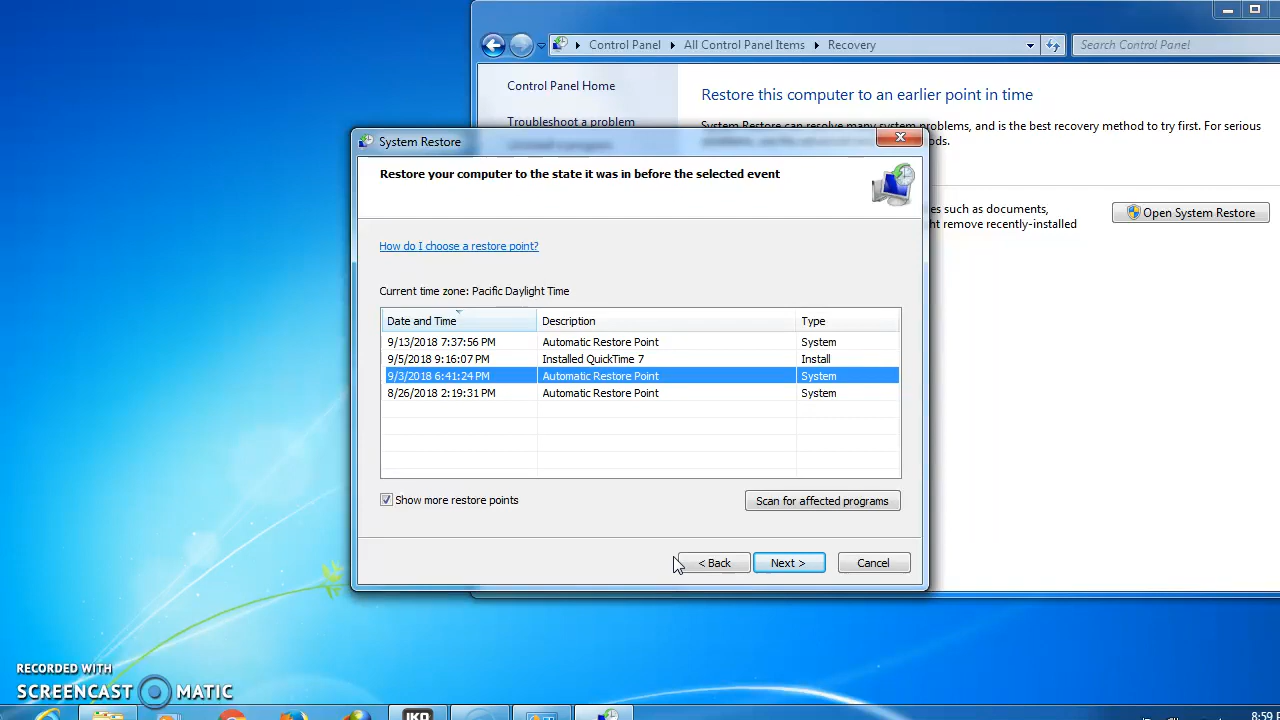 Control Panel All Control Panel Items Recovery
Search Control Panel
Control Panel Home
Troubleshoot a problem
Restore this computer to an earlier point in time
System Restore can resolve many system problems, and is the best recovery method to try first. For serious
ods.
es such as documents,
ht remove recently-installed
Open System Restore
System Restore
Restore your computer to the state it was in before the selected event
How do I choose a restore point?
Current time zone: Pacific Daylight Time
Date and Time Description Type
9/13/2018 7:37:56 PM Automatic Restore Point System
9/5/2018 9:16:07 PM Installed QuickTime 7 Install
9/3/2018 6:41:24 PM Automatic Restore Point System
8/26/2018 2:19:31 PM Automatic Restore Point System
Show more restore points
Scan for affected programs
< Back Next > Cancel
RECORDED WITH
SCREENCAST MATIC
8:59